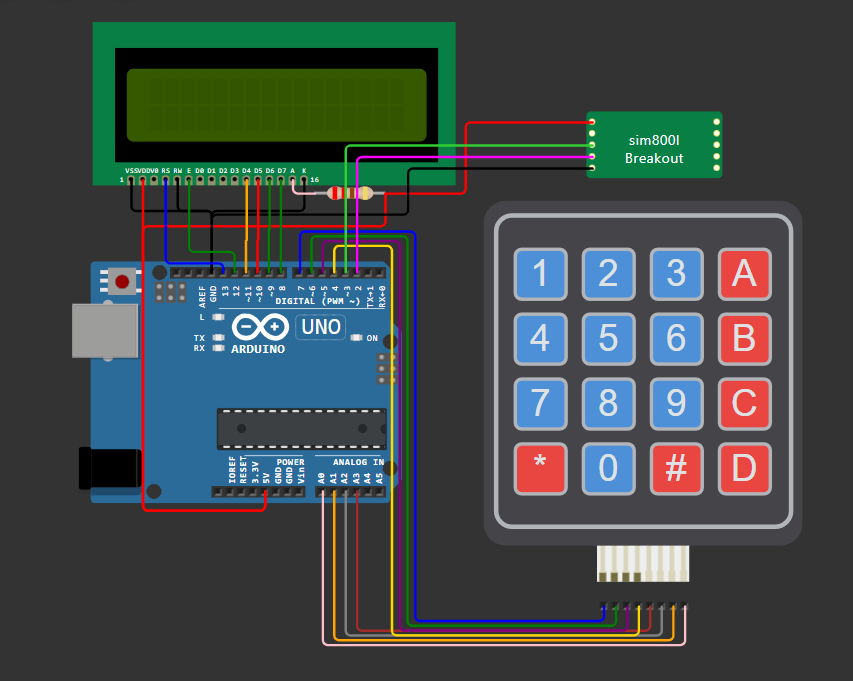 sim800l
Breakout
1 VSS VDD V0 RS RW E D0 D1 D2 D3 D4 D5 D6 D7 A K 16
AREF GND 13 12 ~11 ~10 ~9 8 7 ~6 ~5 4 ~3 2 TX→1 RX←0
DIGITAL (PWM ~)
L
TX
RX
UNO
ON
ARDUINO
POWER
ANALOG IN
IOREF RESET 3.3V 5V GND GND Vin A0 A1 A2 A3 A4 A5
1 2 3 A
4 5 6 B
7 8 9 C
* 0 # D